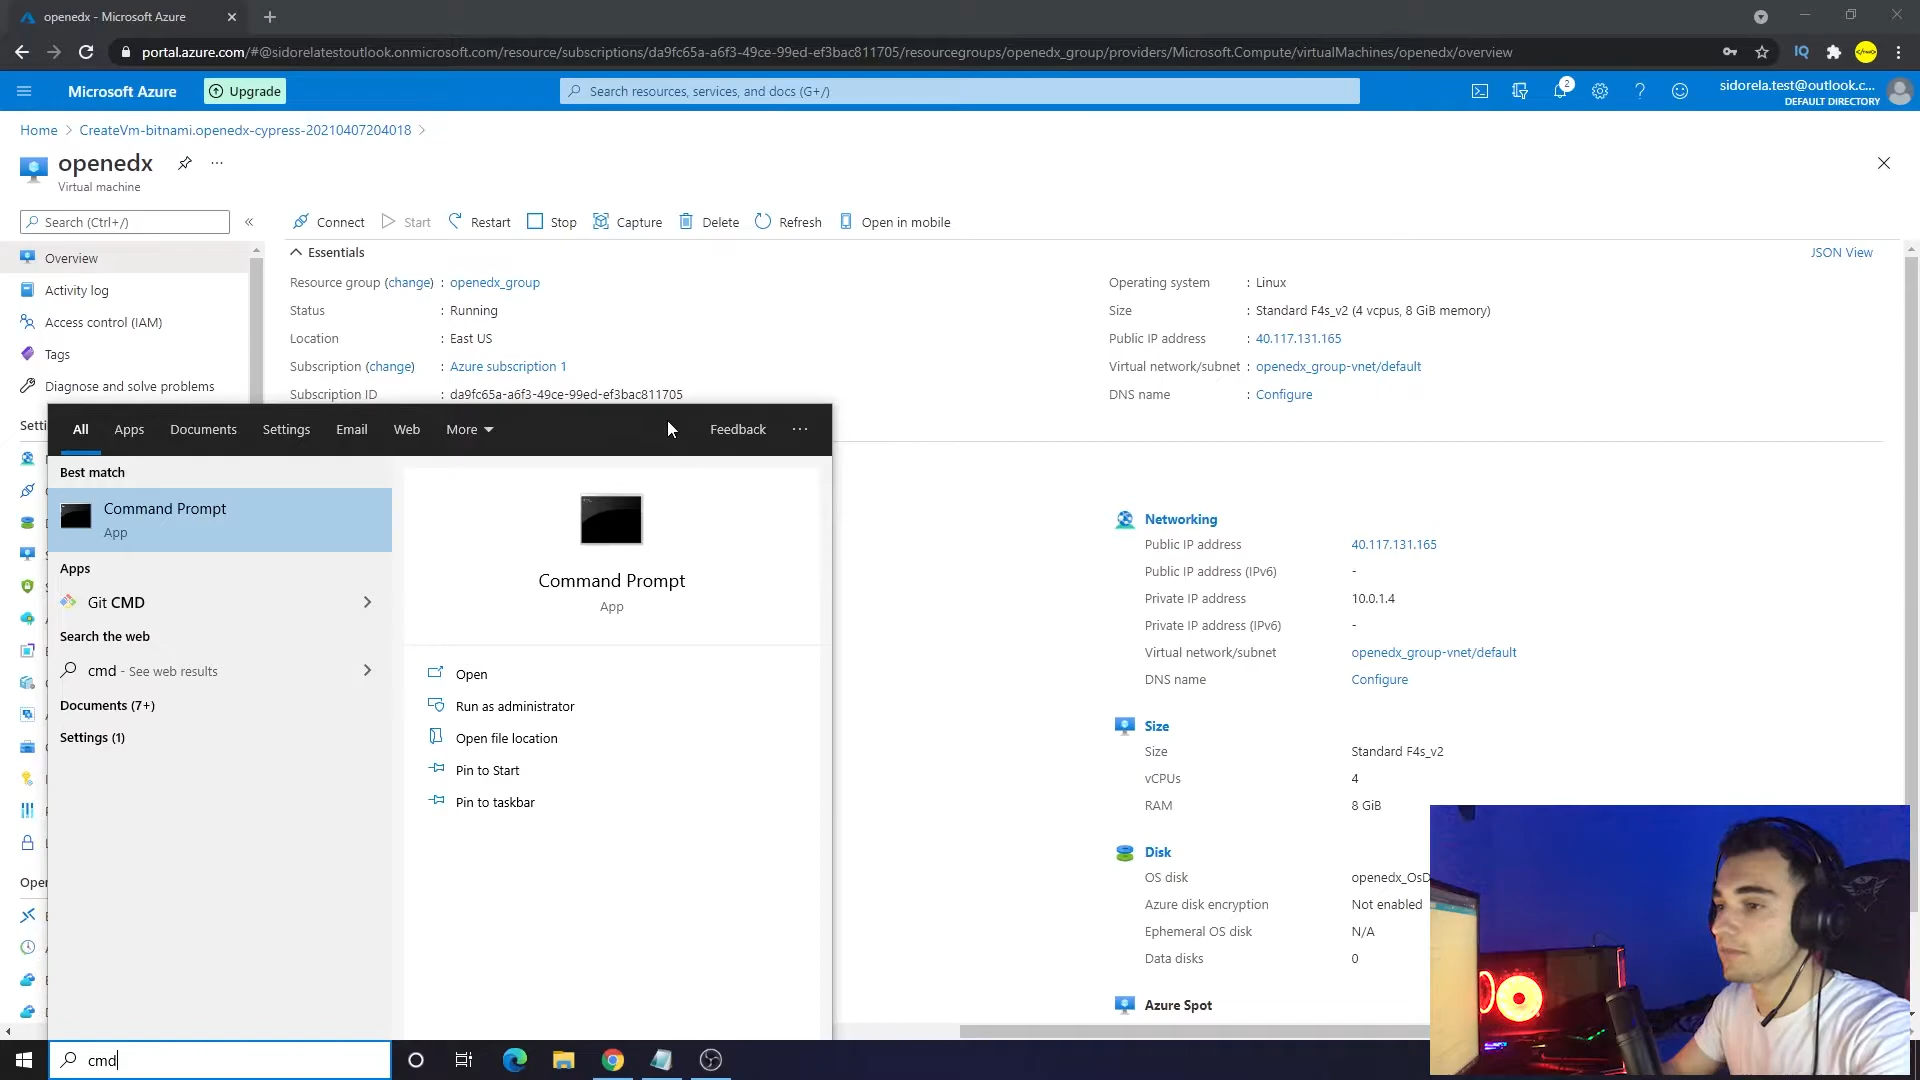 openedx - Microsoft Azure
portal.azure.com/#@sidorelatestoutlook.onmicrosoft.com/resource/subscriptions/da9fc65a-a6f3-49ce-99ed-ef3bac811705/resourcegroups/openedx_group/providers/Microsoft.Compute/virtualMachines/openedx/overview
IQ
Microsoft Azure
Upgrade
Search resources, services, and docs (G+/)
2
sidorela.test@outlook.c...
DEFAULT DIRECTORY
Home > CreateVm-bitnami.openedx-cypress-20210407204018 >
openedx
Virtual machine
Search (Ctrl+/)
Connect Start Restart Stop Capture Delete Refresh Open in mobile
Overview
Activity log
Access control (IAM)
Tags
Diagnose and solve problems
Essentials
JSON View
Resource group (change) : openedx_group
Status : Running
Location : East US
Subscription (change) : Azure subscription 1
Subscription ID : da9fc65a-a6f3-49ce-99ed-ef3bac811705
Operating system : Linux
Size : Standard F4s_v2 (4 vcpus, 8 GiB memory)
Public IP address : 40.117.131.165
Virtual network/subnet : openedx_group-vnet/default
DNS name : Configure
All Apps Documents Settings Email Web More Feedback ...
Best match
Command Prompt
App
Apps
Git CMD
Search the web
cmd - See web results
Documents (7+)
Settings (1)
Command Prompt
App
Open
Run as administrator
Open file location
Pin to Start
Pin to taskbar
Networking
Public IP address 40.117.131.165
Public IP address (IPv6) -
Private IP address 10.0.1.4
Private IP address (IPv6) -
Virtual network/subnet openedx_group-vnet/default
DNS name Configure
Size
Size Standard F4s_v2
vCPUs 4
RAM 8 GiB
Disk
OS disk openedx_OsD
Azure disk encryption Not enabled
Ephemeral OS disk N/A
Data disks 0
Azure Spot
cmd